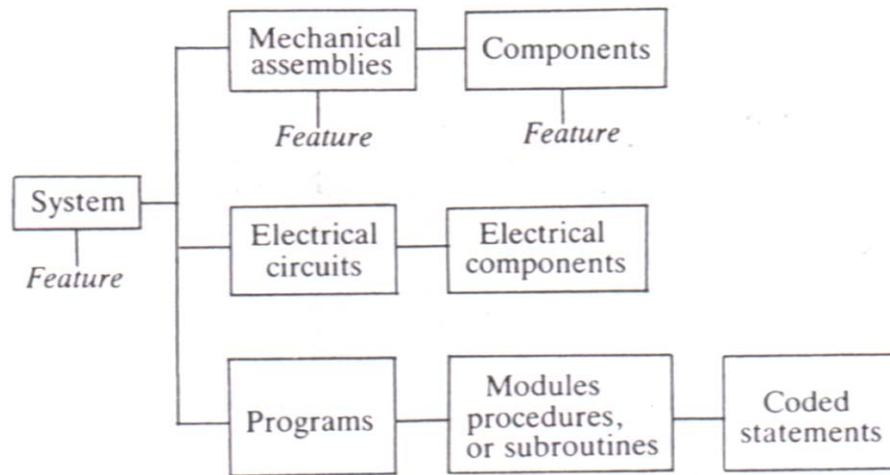 Mechanical
assemblies
Components
Feature
Feature
System
Feature
Electrical
circuits
Electrical
components
Programs
Modules
procedures,
or subroutines
Coded
statements